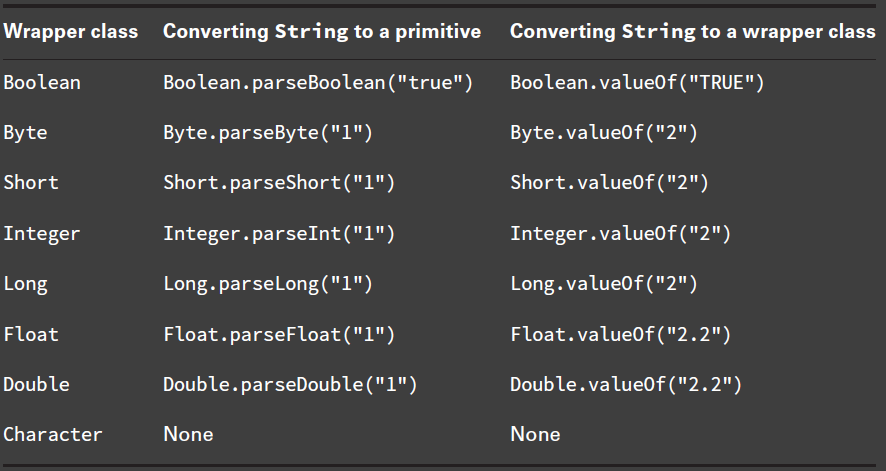 Wrapper class Converting String to a primitive Converting String to a wrapper class
Boolean Boolean.parseBoolean("true") Boolean.valueOf("TRUE")
Byte Byte.parseByte("1") Byte.valueOf("2")
Short Short.parseShort("1") Short.valueOf("2")
Integer Integer.parseInt("1") Integer.valueOf("2")
Long Long.parseLong("1") Long.valueOf("2")
Float Float.parseFloat("1") Float.valueOf("2.2")
Double Double.parseDouble("1") Double.valueOf("2.2")
Character None None